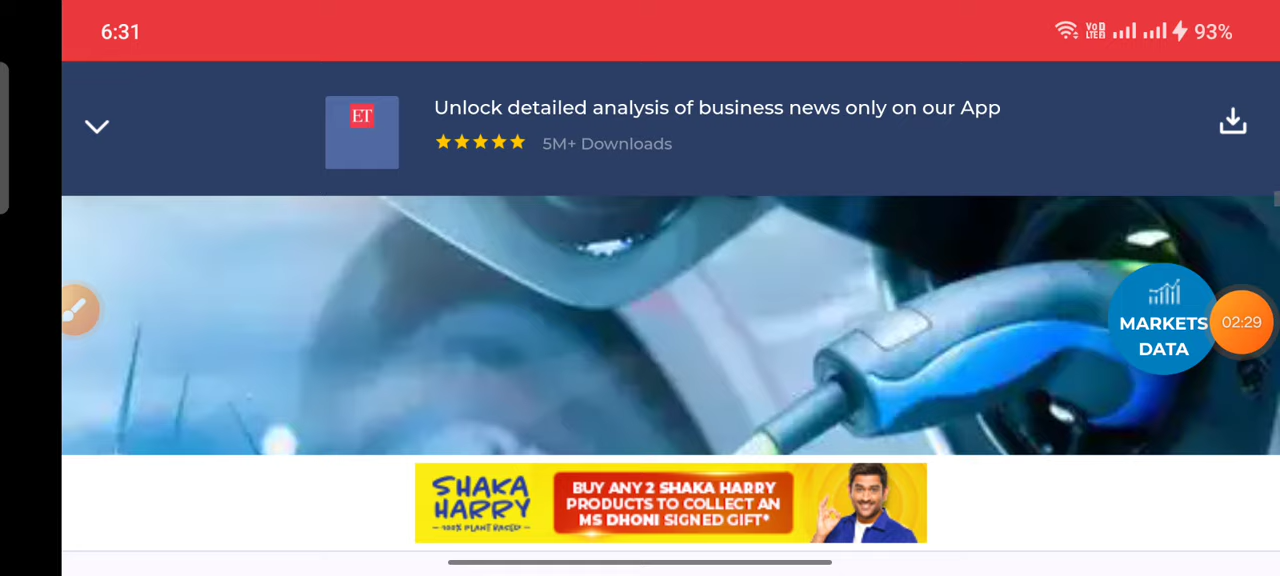 6:31
VoD
LTEB
93%
ET
Unlock detailed analysis of business news only on our App
5M+ Downloads
MARKETS
DATA
02:29
SHAKA
HARRY
100% PLANT BASED
BUY ANY 2 SHAKA HARRY
PRODUCTS TO COLLECT AN
MS DHONI SIGNED GIFT*